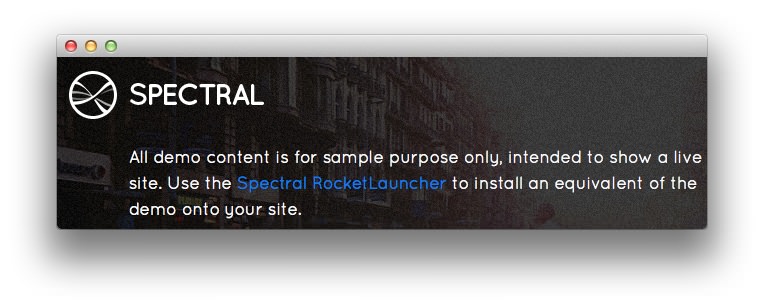 SPECTRAL
All demo content is for sample purpose only, intended to show a live
site. Use the Spectral RocketLauncher to install an equivalent of the
demo onto your site.